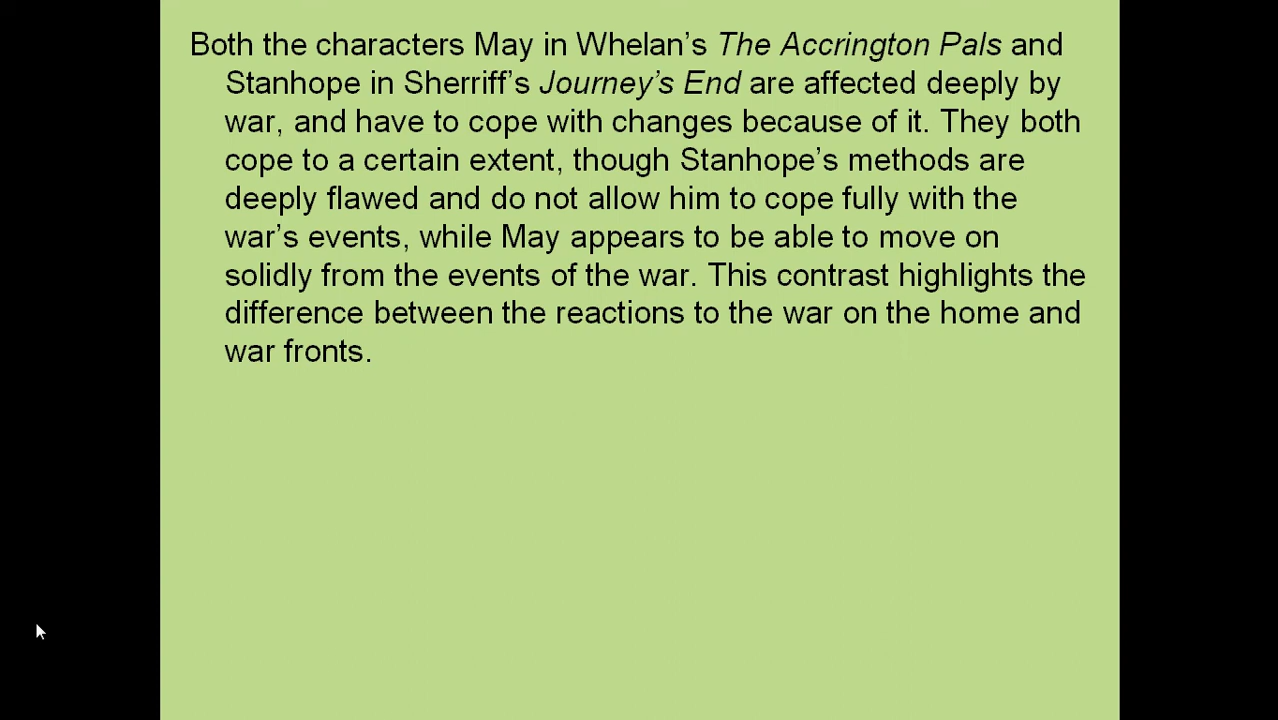 Both the characters May in Whelan’s The Accrington Pals and
Stanhope in Sherriff’s Journey’s End are affected deeply by
war, and have to cope with changes because of it. They both
cope to a certain extent, though Stanhope’s methods are
deeply flawed and do not allow him to cope fully with the
war’s events, while May appears to be able to move on
solidly from the events of the war. This contrast highlights the
difference between the reactions to the war on the home and
war fronts.